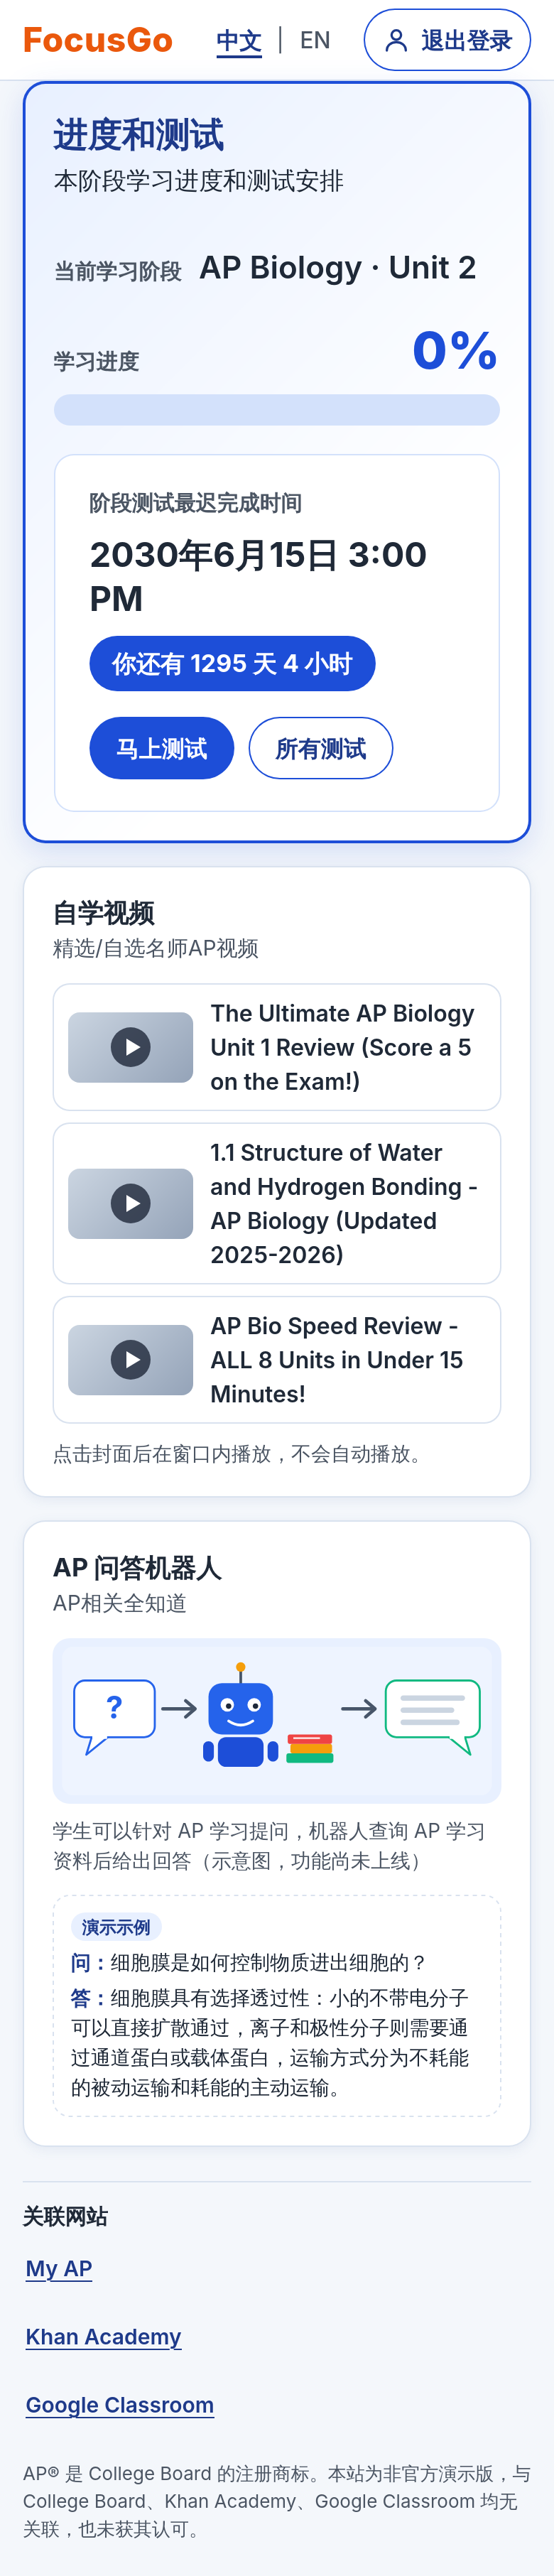 FocusGo
中文 | EN
退出登录
进度和测试
本阶段学习进度和测试安排
当前学习阶段 AP Biology · Unit 2
学习进度 0%
阶段测试最迟完成时间
2030年6月15日 3:00
PM
你还有 1295 天 4 小时
马上测试
所有测试
自学视频
精选/自选名师AP视频
The Ultimate AP Biology
Unit 1 Review (Score a 5
on the Exam!)
1.1 Structure of Water
and Hydrogen Bonding -
AP Biology (Updated
2025-2026)
AP Bio Speed Review -
ALL 8 Units in Under 15
Minutes!
点击封面后在窗口内播放，不会自动播放。
AP 问答机器人
AP相关全知道
?
学生可以针对 AP 学习提问，机器人查询 AP 学习
资料后给出回答（示意图，功能尚未上线）
演示示例
问：细胞膜是如何控制物质进出细胞的？
答：细胞膜具有选择透过性：小的不带电分子
可以直接扩散通过，离子和极性分子则需要通
过通道蛋白或载体蛋白，运输方式分为不耗能
的被动运输和耗能的主动运输。
关联网站
My AP
Khan Academy
Google Classroom
AP® 是 College Board 的注册商标。本站为非官方演示版，与
College Board、Khan Academy、Google Classroom 均无
关联，也未获其认可。